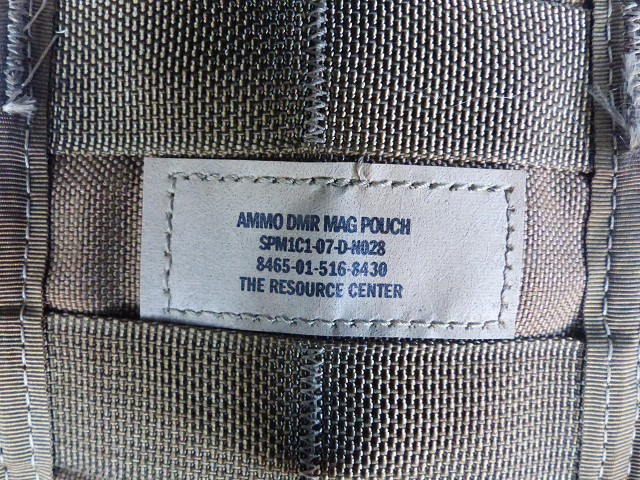 AMMO DMR MAG POUCH
SPM1C1-07-D-N028
8465-01-516-8430
THE RESOURCE CENTER